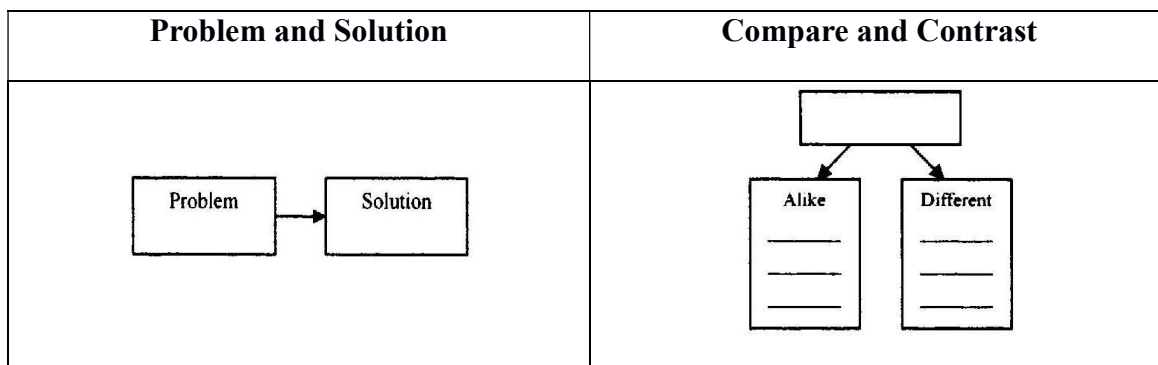 Problem and Solution
Compare and Contrast
Problem
Solution
Alike
Different